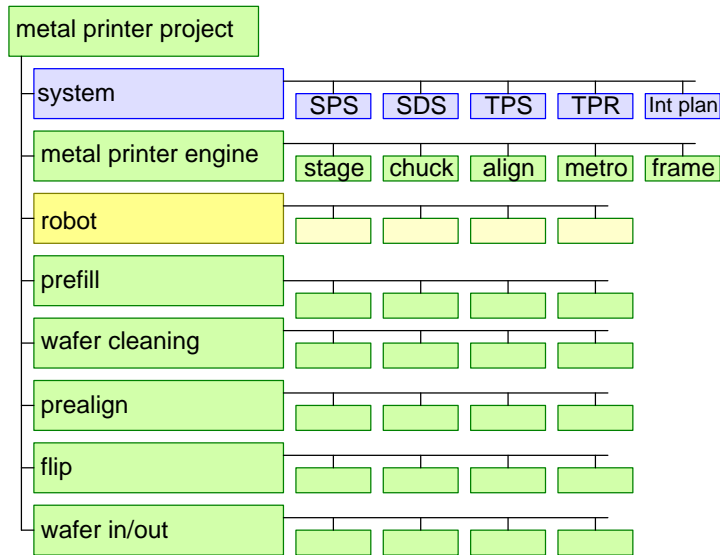 metal printer project
system
SPS SDS TPS TPR Int plan
metal printer engine
stage chuck align metro frame
robot
prefill
wafer cleaning
prealign
flip
wafer in/out